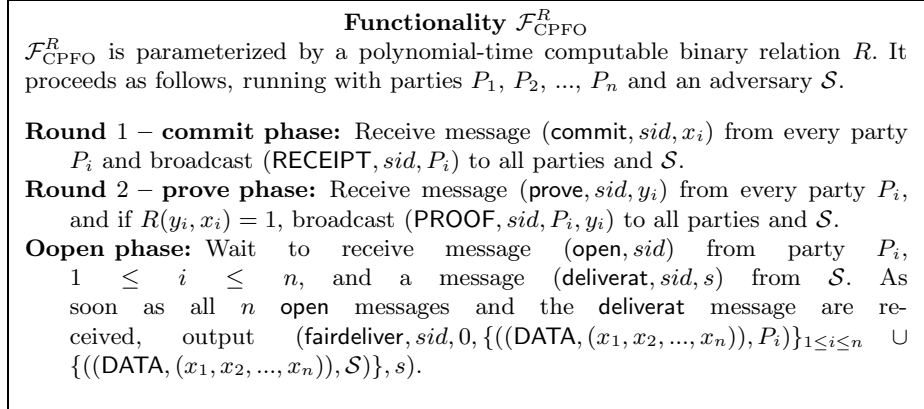 Functionality $\mathcal{F}_{\mathrm{CPFO}}^{R}$
$\mathcal{F}_{\mathrm{CPFO}}^{R}$ is parameterized by a polynomial-time computable binary relation $R$. It
proceeds as follows, running with parties $P_1$, $P_2$, ..., $P_n$ and an adversary $\mathcal{S}$.
Round 1 – commit phase: Receive message (commit, $sid$, $x_i$) from every party
$P_i$ and broadcast (RECEIPT, $sid$, $P_i$) to all parties and $\mathcal{S}$.
Round 2 – prove phase: Receive message (prove, $sid$, $y_i$) from every party $P_i$,
and if $R(y_i, x_i) = 1$, broadcast (PROOF, $sid$, $P_i$, $y_i$) to all parties and $\mathcal{S}$.
Oopen phase: Wait to receive message (open, $sid$) from party $P_i$,
$1 \leq i \leq n$, and a message (deliverat, $sid$, $s$) from $\mathcal{S}$. As
soon as all $n$ open messages and the deliverat message are re-
ceived, output (fairdeliver, $sid$, 0, $\{((\mathsf{DATA}, (x_1, x_2, ..., x_n)), P_i)\}_{1 \leq i \leq n} \cup$
$\{((\mathsf{DATA}, (x_1, x_2, ..., x_n)), \mathcal{S})\}, s)$.